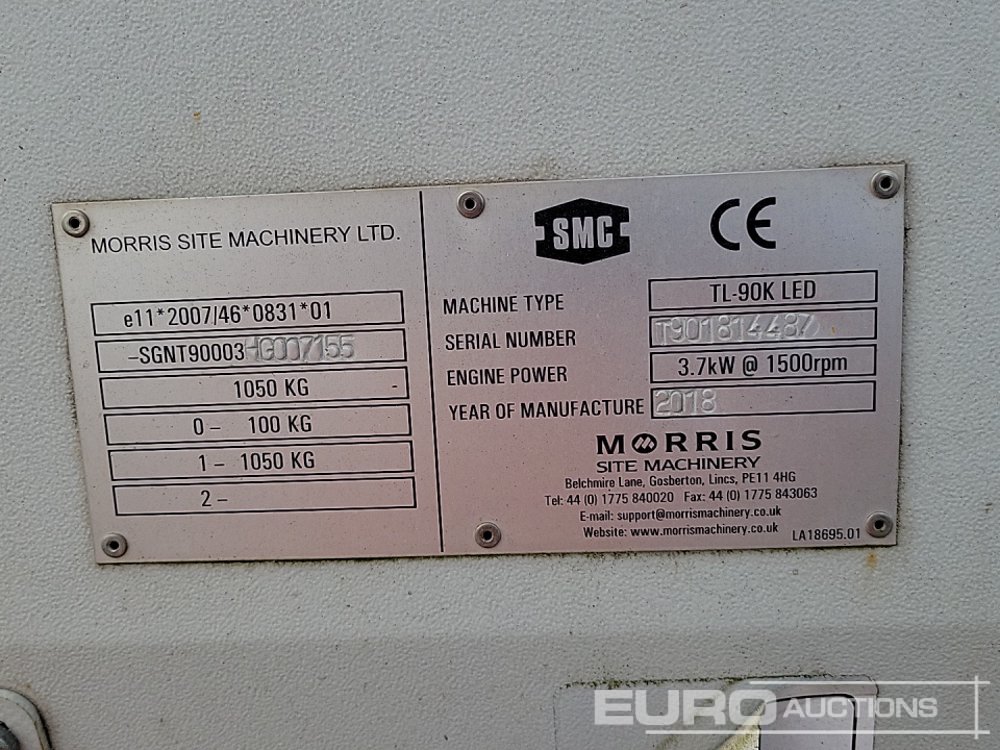 MORRIS SITE MACHINERY LTD.
e11*2007/46*0831*01
-SGNT90003HG007155
1050 KG -
0- 100 KG
1- 1050 KG
2-
SMC CE
MACHINE TYPE TL-90K LED
SERIAL NUMBER
ENGINE POWER 3.7kW @ 1500rpm
YEAR OF MANUFACTURE 2018
MORRIS
SITE MACHINERY
Belchmire Lane, Gosberton, Lincs, PE11 4HG
Tel: 44 (0) 1775 840020 Fax: 44 (0) 1775 843063
E-mail: support@morrismachinery.co.uk
Website: www.morrismachinery.co.uk
LA18695.01
EURO AUCTIONS